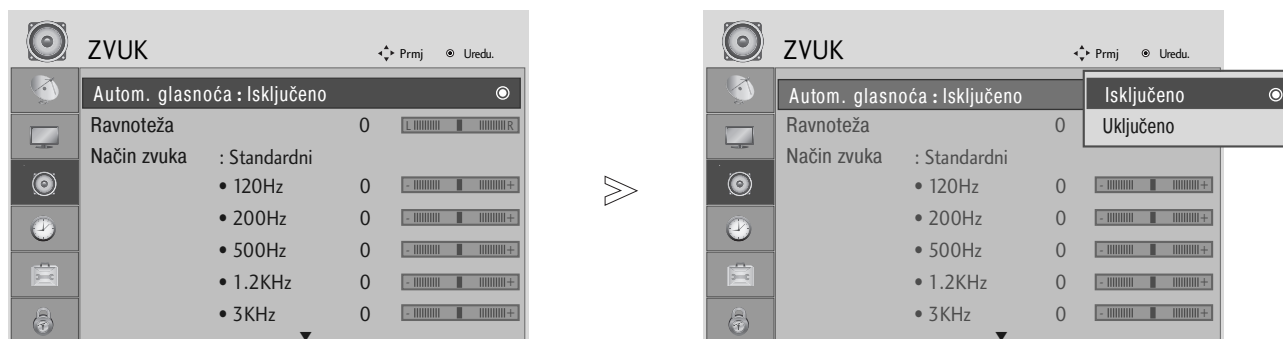 ZVUK Prmj Uredu.
Autom. glasnoća : Isključeno
Ravnoteža 0 L R
Način zvuka : Standardni
• 120Hz 0 - +
• 200Hz 0 - +
• 500Hz 0 - +
• 1.2KHz 0 - +
• 3KHz 0 - +
ZVUK Prmj Uredu.
Autom. glasnoća : Isključeno
Isključeno
Uključeno
Ravnoteža 0
Način zvuka : Standardni
• 120Hz 0 - +
• 200Hz 0 - +
• 500Hz 0 - +
• 1.2KHz 0 - +
• 3KHz 0 - +